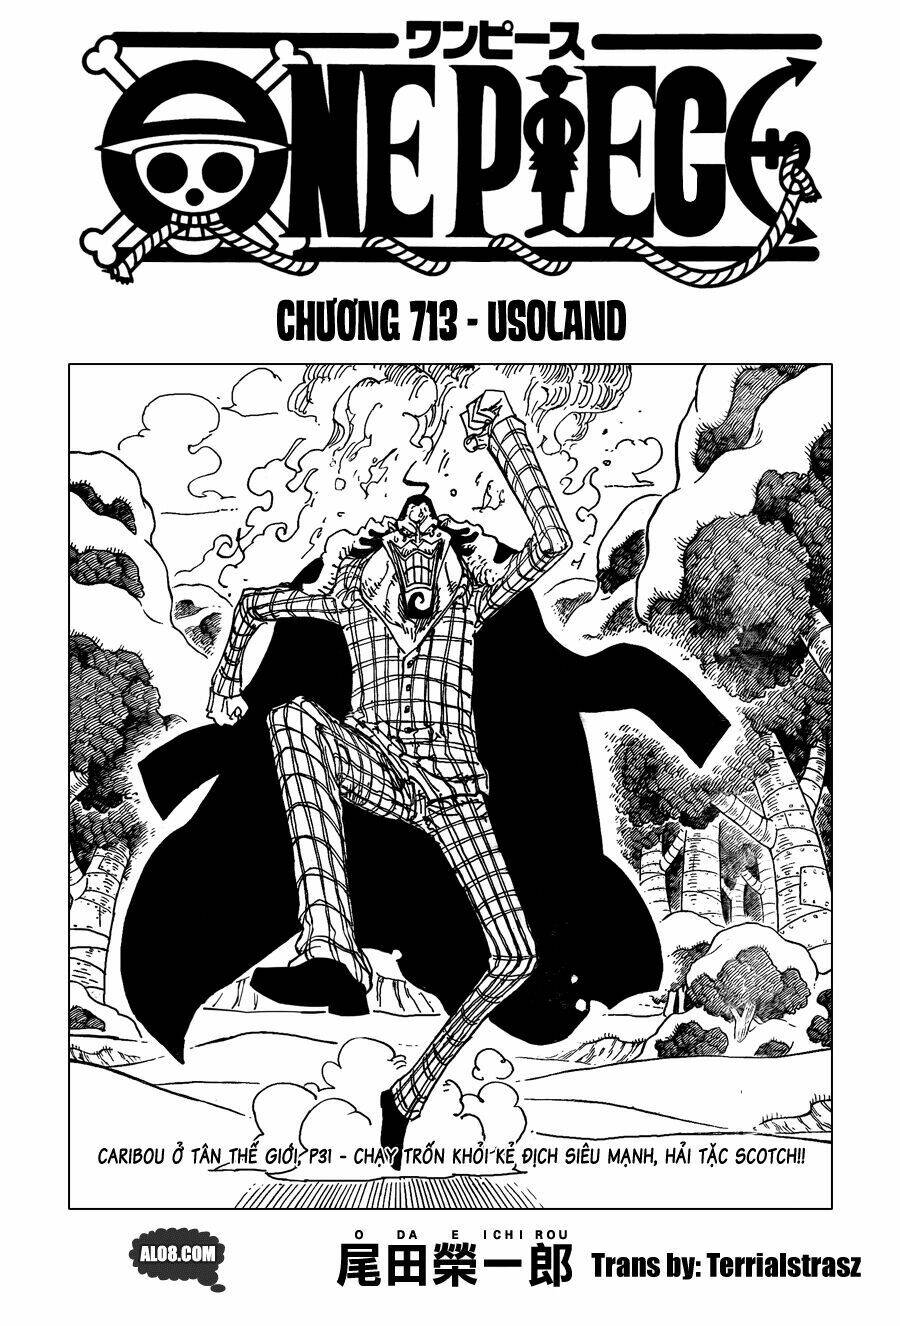 ワンピース
ONE PIECE
CHƯƠNG 713 - USOLAND
CARIBOU Ở TÂN THẾ GIỚI, P31 - CHẠY TRỐN KHỎI KẺ ĐỊCH SIÊU MẠNH, HẢI TẶC SCOTCH!!
ALO8.COM
O DA E ICHI ROU
尾田榮一郎
Trans by: Terrialstrasz